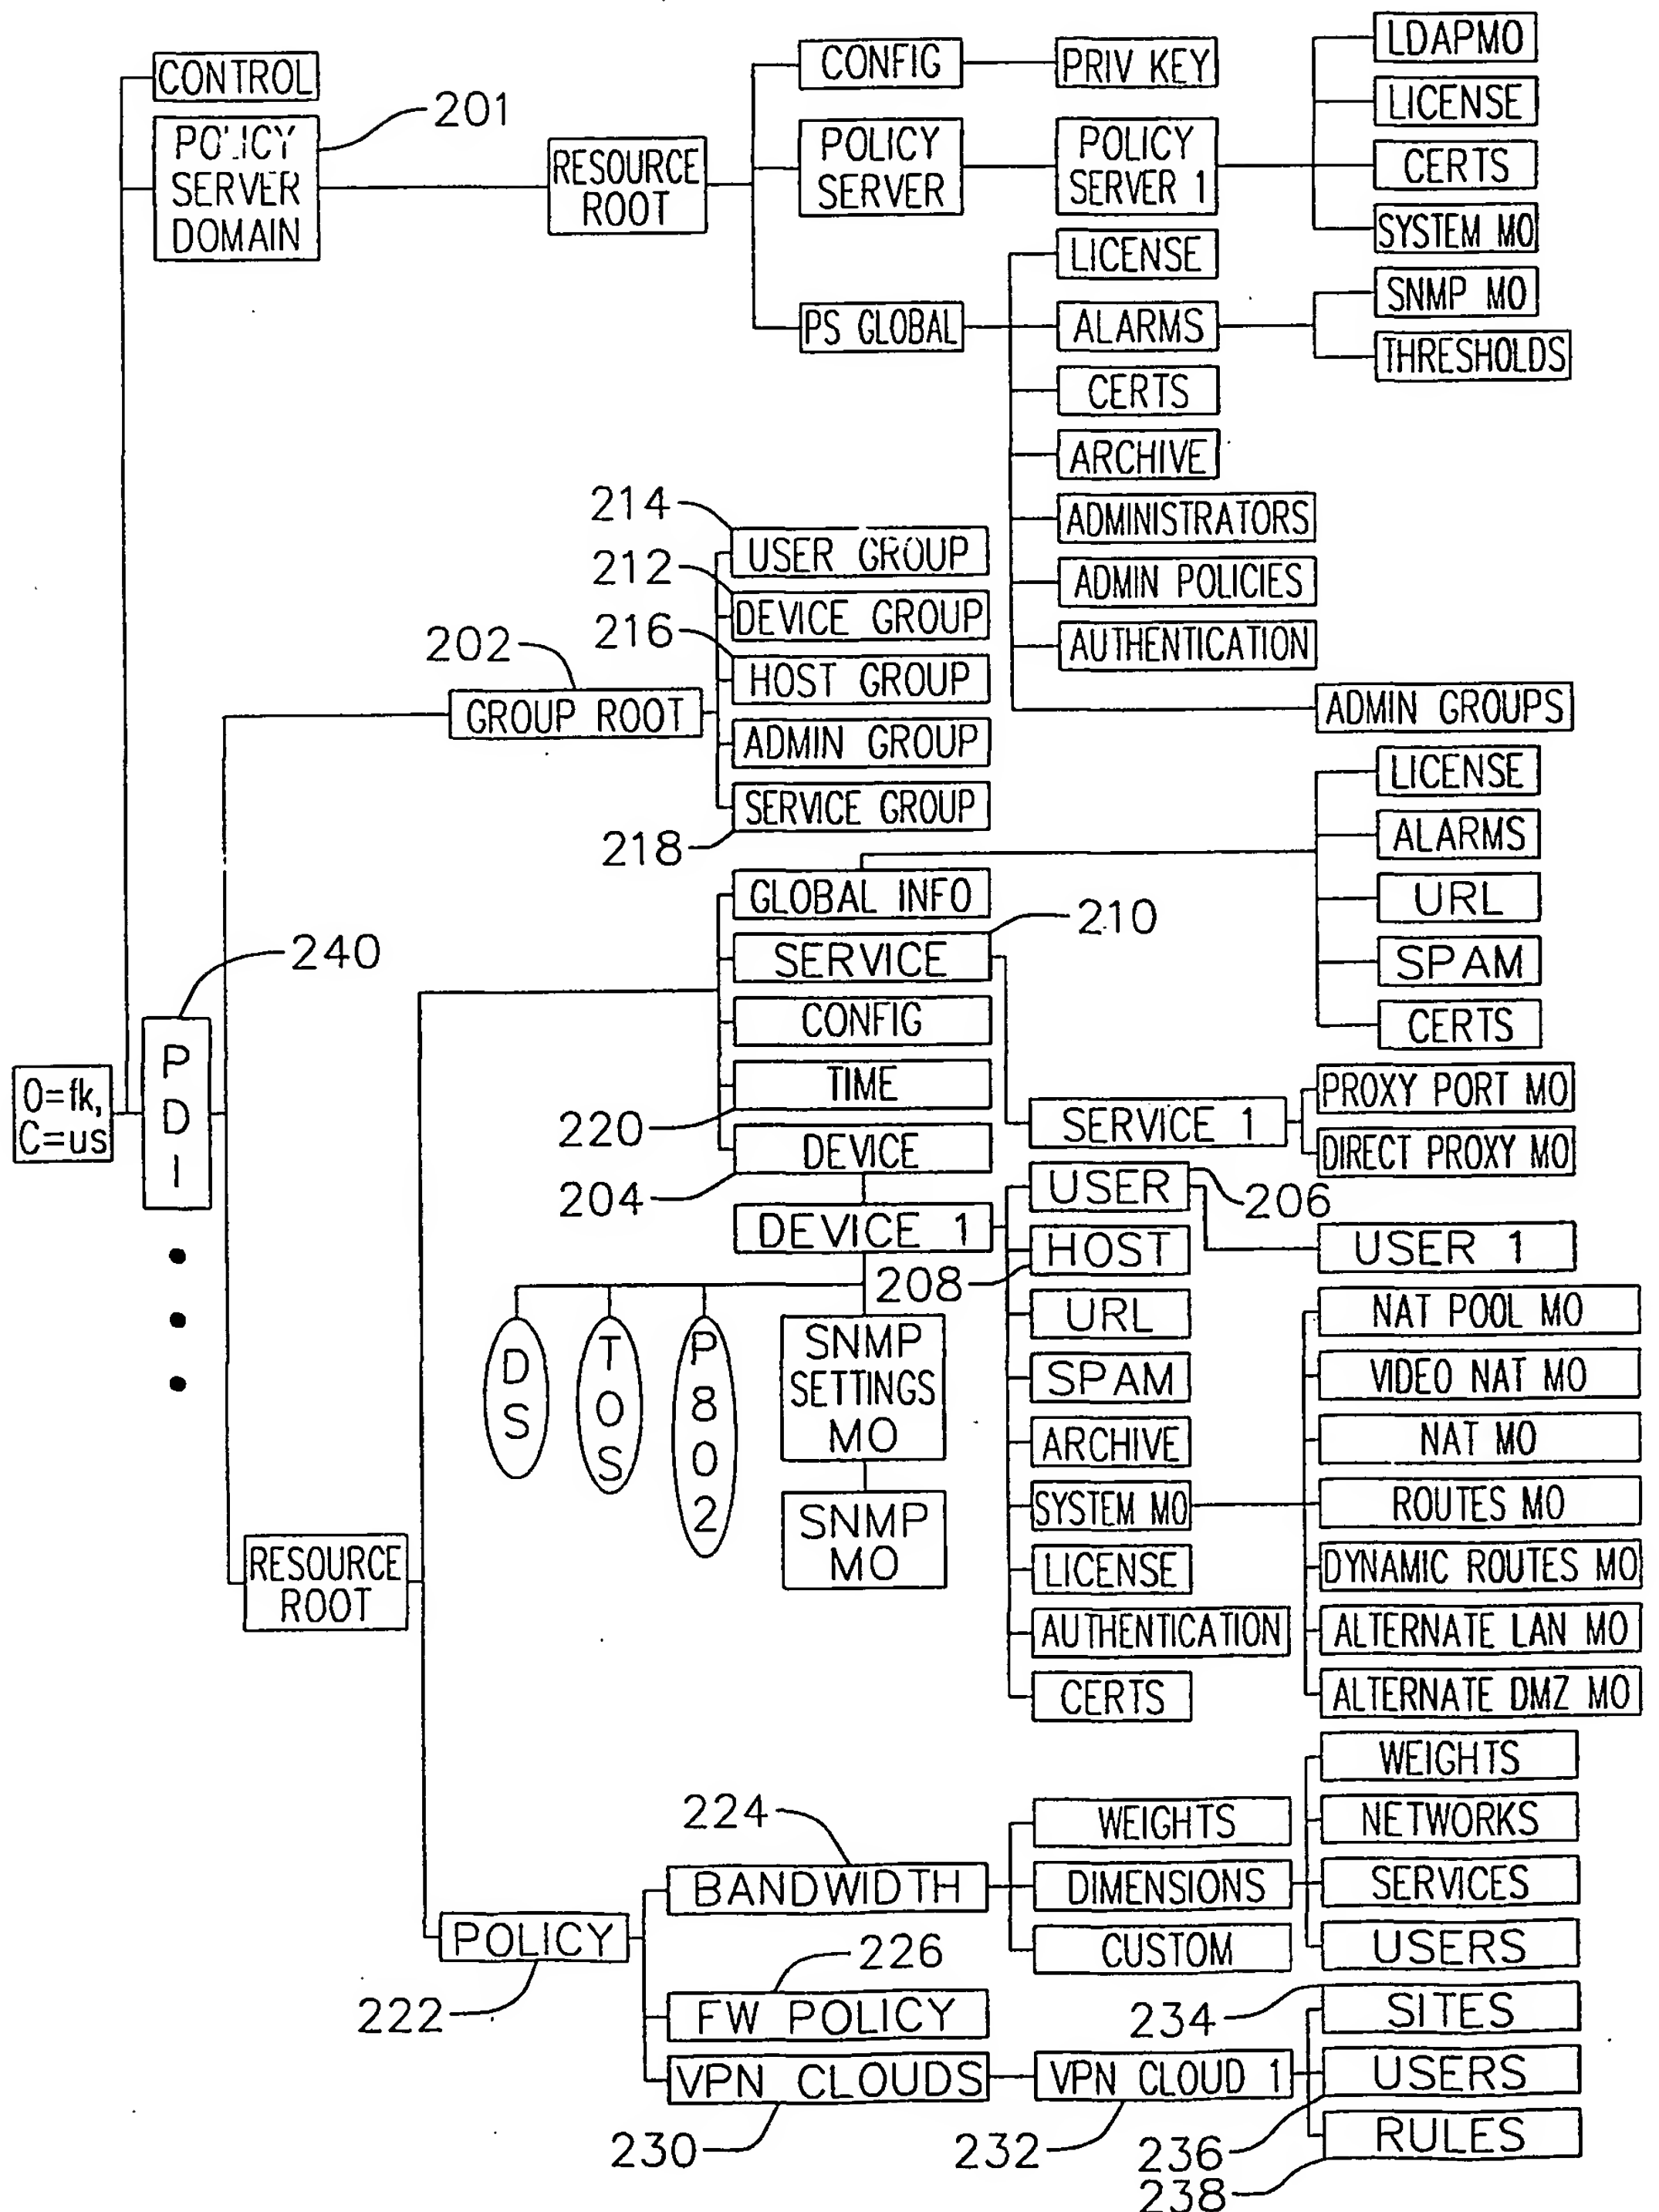 CONTROL
POLICY
SERVER
DOMAIN
201
RESOURCE
ROOT
CONFIG
PRIV KEY
POLICY
SERVER
POLICY
SERVER 1
LDAPMO
LICENSE
CERTS
SYSTEM MO
PS GLOBAL
LICENSE
ALARMS
SNMP MO
THRESHOLDS
CERTS
ARCHIVE
ADMINISTRATORS
ADMIN POLICIES
AUTHENTICATION
ADMIN GROUPS
214
USER GROUP
212
DEVICE GROUP
216
HOST GROUP
202
GROUP ROOT
ADMIN GROUP
SERVICE GROUP
218
GLOBAL INFO
LICENSE
ALARMS
URL
SPAM
CERTS
SERVICE
210
CONFIG
TIME
220
DEVICE
204
240
P
D
I
O=fk,
C=us
SERVICE 1
PROXY PORT MO
DIRECT PROXY MO
DEVICE 1
USER
206
USER 1
HOST
208
URL
SPAM
ARCHIVE
SYSTEM MO
LICENSE
AUTHENTICATION
CERTS
NAT POOL MO
VIDEO NAT MO
NAT MO
ROUTES MO
DYNAMIC ROUTES MO
ALTERNATE LAN MO
ALTERNATE DMZ MO
DS
TOS
P802
SNMP
SETTINGS
MO
SNMP
MO
RESOURCE
ROOT
224
BANDWIDTH
WEIGHTS
DIMENSIONS
CUSTOM
WEIGHTS
NETWORKS
SERVICES
USERS
POLICY
222
226
FW POLICY
VPN CLOUDS
230
VPN CLOUD 1
232
234
SITES
USERS
236
RULES
238